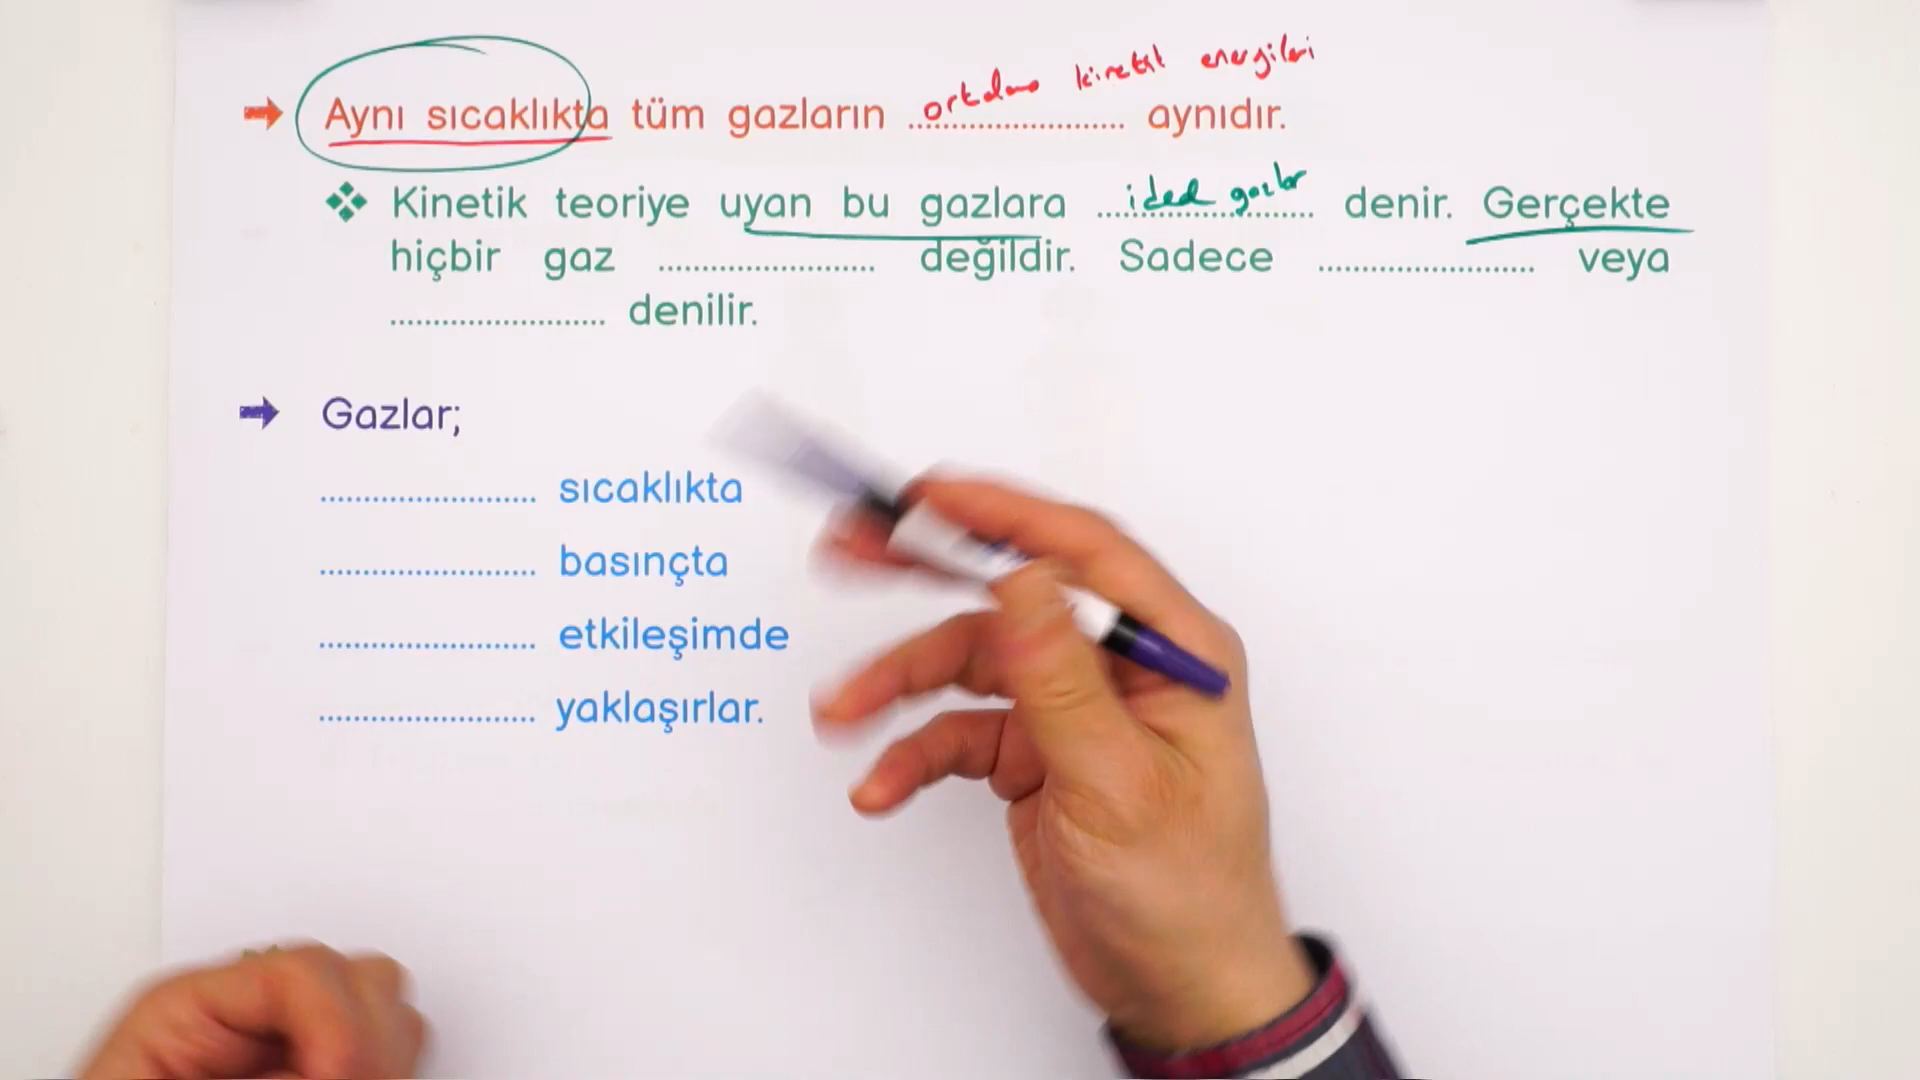 Aynı sıcaklıkta tüm gazların ortalama kinetik enerjileri aynıdır.
Kinetik teoriye uyan bu gazlara ideal gazlar denir. Gerçekte
hiçbir gaz ........................ değildir. Sadece ........................ veya
........................ denilir.
Gazlar;
........................ sıcaklıkta
........................ basınçta
........................ etkileşimde
........................ yaklaşırlar.